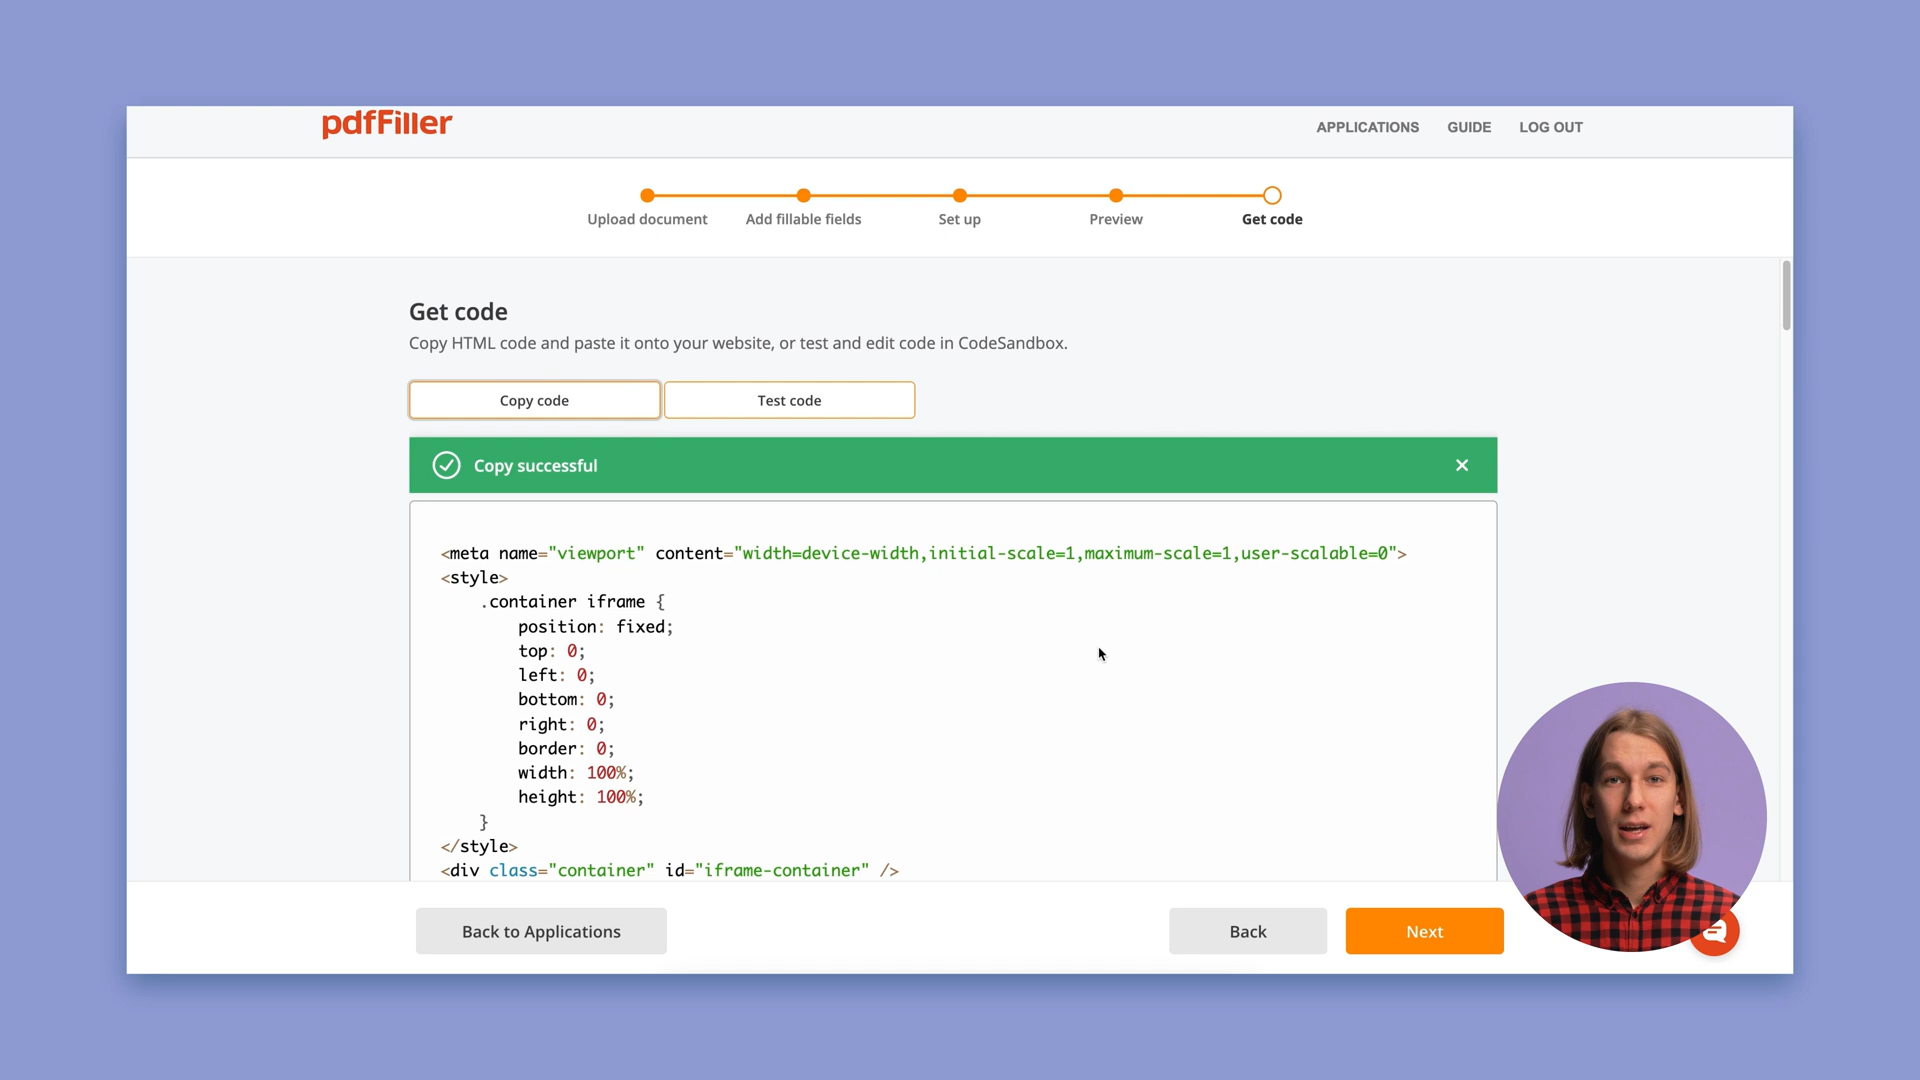 pdfFiller
APPLICATIONS GUIDE LOG OUT
Upload document Add fillable fields Set up Preview Get code
Get code
Copy HTML code and paste it onto your website, or test and edit code in CodeSandbox.
Copy code Test code
Copy successful
<meta name="viewport" content="width=device-width,initial-scale=1,maximum-scale=1,user-scalable=0">
<style>
    .container iframe {
        position: fixed;
        top: 0;
        left: 0;
        bottom: 0;
        right: 0;
        border: 0;
        width: 100%;
        height: 100%;
    }
</style>
<div class="container" id="iframe-container" />
Back to Applications Back Next